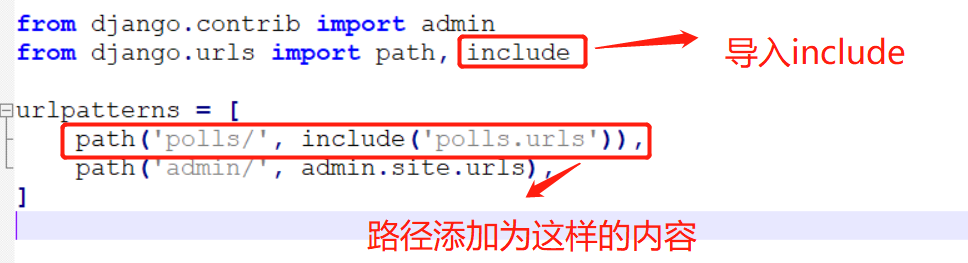 from django.contrib import admin
from django.urls import path, include
导入include
urlpatterns = [
path('polls/', include('polls.urls')),
path('admin/', admin.site.urls),
]
路径添加为这样的内容